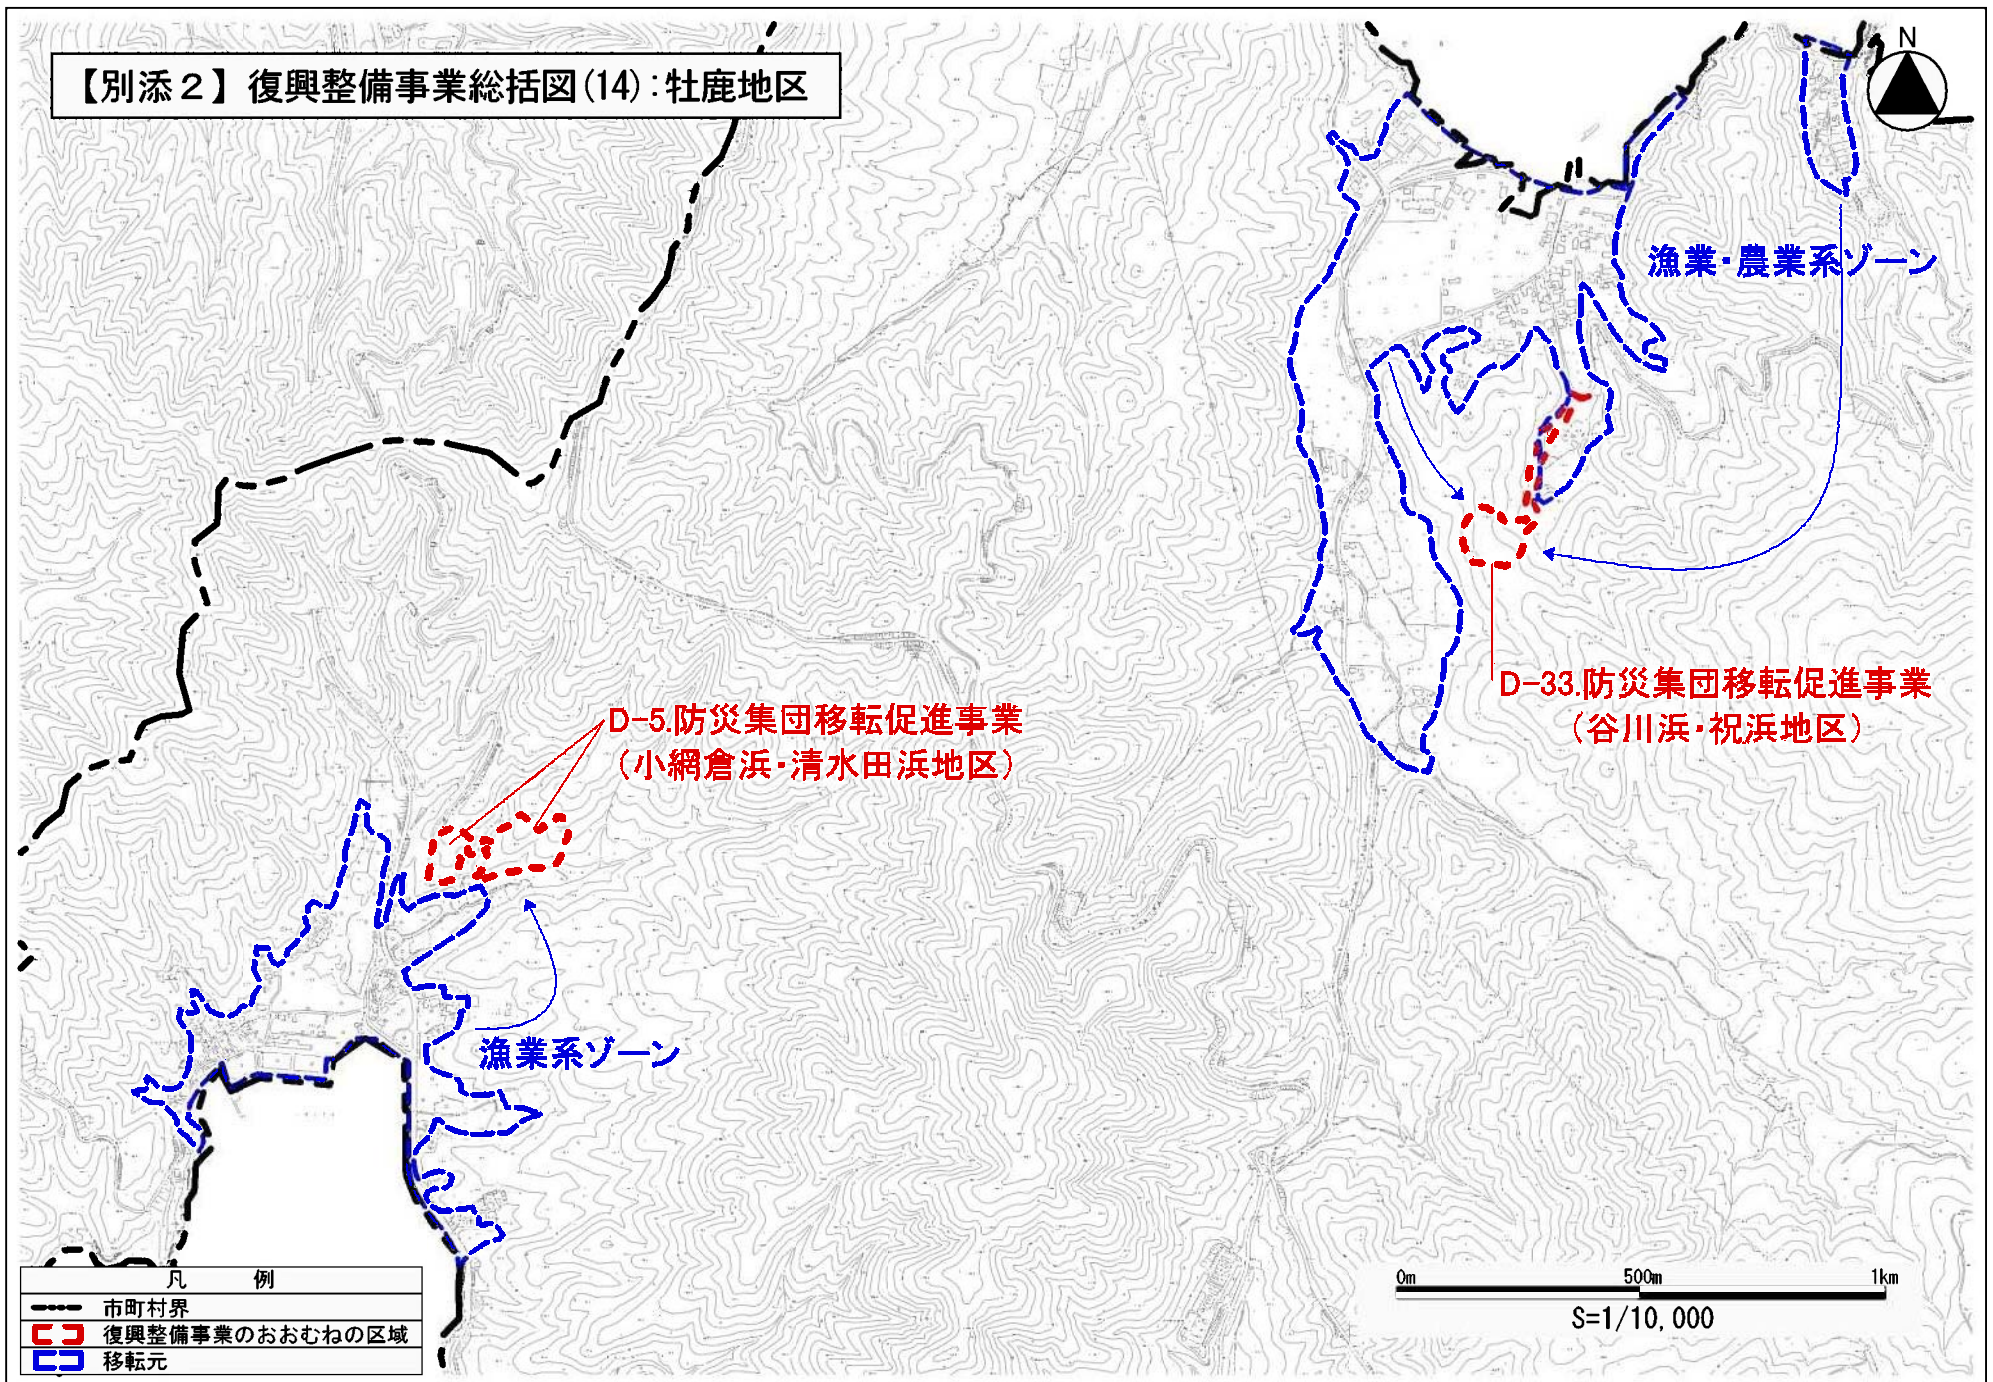 【別添２】復興整備事業総括図(14):牡鹿地区
N
漁業・農業系ゾーン
D-33.防災集団移転促進事業
（谷川浜・祝浜地区）
D-5.防災集団移転促進事業
（小網倉浜・清水田浜地区）
漁業系ゾーン
凡 例
市町村界
復興整備事業のおおむねの区域
移転元
0m 500m 1km
S=1/10,000